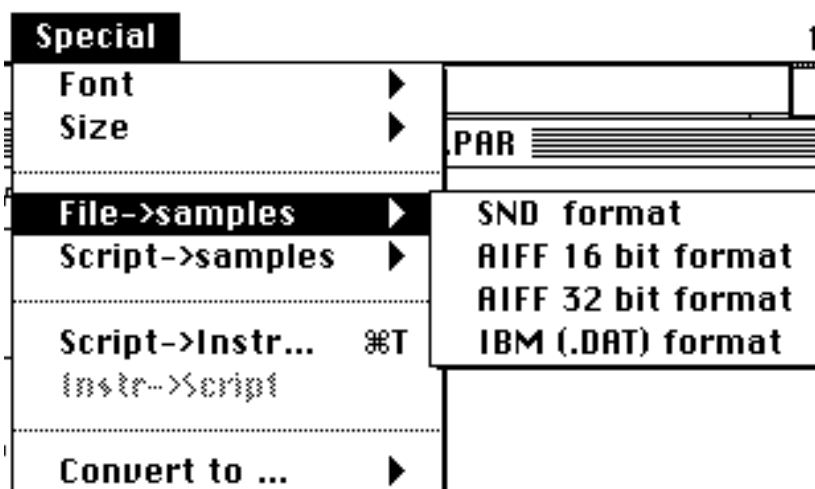 Special
Font
Size
.PAR
File->samples
Script->samples
Script->Instr... ⌘T
Instr->Script
Convert to ...
SND format
AIFF 16 bit format
AIFF 32 bit format
IBM (.DAT) format